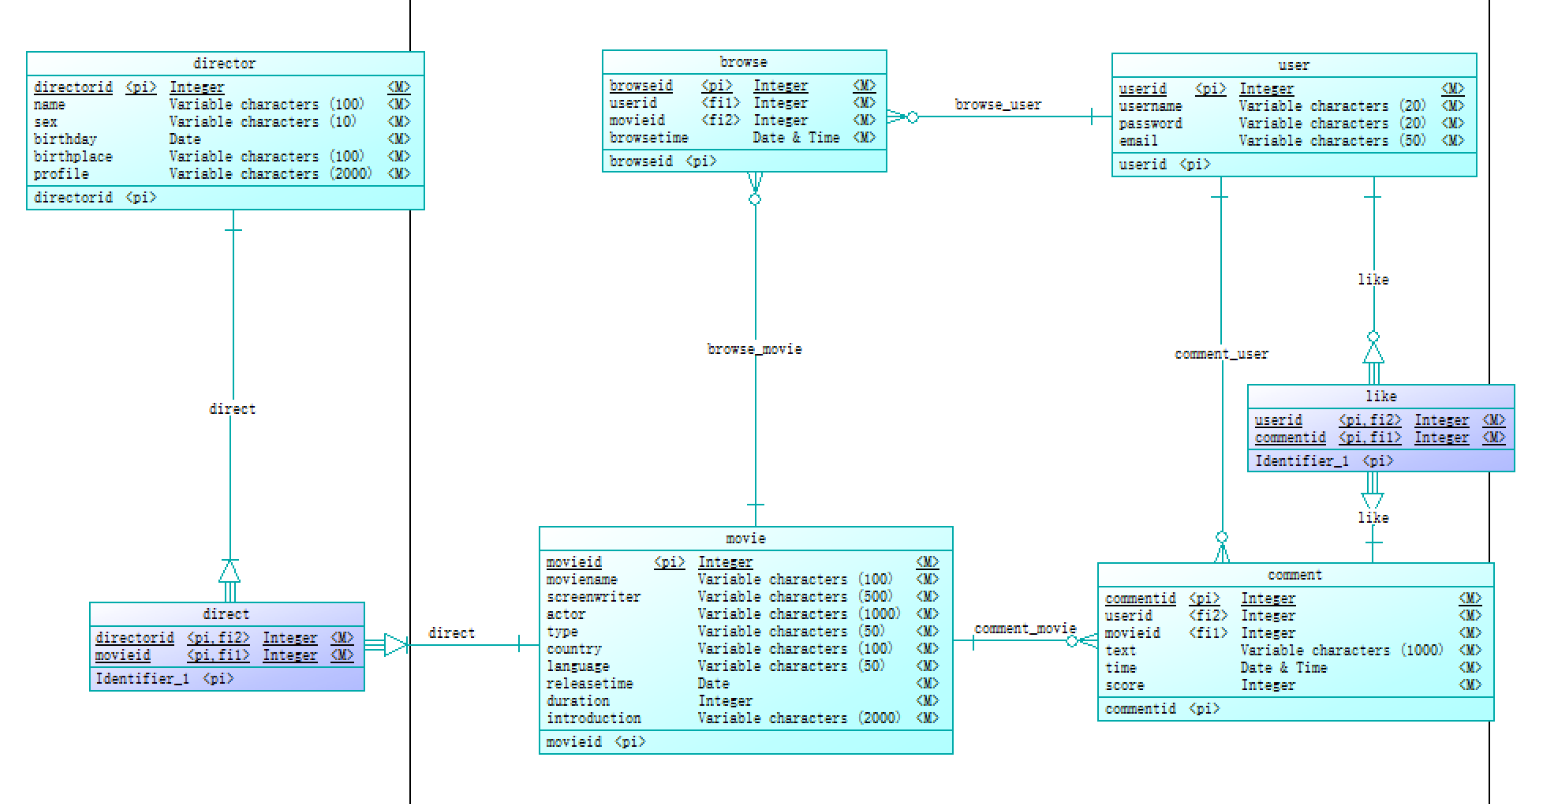 director
directorid <pi> Integer <M>
name Variable characters (100) <M>
sex Variable characters (10) <M>
birthday Date <M>
birthplace Variable characters (100) <M>
profile Variable characters (2000) <M>
directorid <pi>
browse
browseid <pi> Integer <M>
userid <fi1> Integer <M>
movieid <fi2> Integer <M>
browsetime Date & Time <M>
browseid <pi>
browse_user
user
userid <pi> Integer <M>
username Variable characters (20) <M>
password Variable characters (20) <M>
email Variable characters (50) <M>
userid <pi>
like
browse_movie
comment_user
direct
like
userid <pi,fi2> Integer <M>
commentid <pi,fi1> Integer <M>
Identifier_1 <pi>
like
direct
directorid <pi,fi2> Integer <M>
movieid <pi,fi1> Integer <M>
Identifier_1 <pi>
direct
movie
movieid <pi> Integer <M>
moviename Variable characters (100) <M>
screenwriter Variable characters (500) <M>
actor Variable characters (1000) <M>
type Variable characters (50) <M>
country Variable characters (100) <M>
language Variable characters (50) <M>
releasetime Date <M>
duration Integer <M>
introduction Variable characters (2000) <M>
movieid <pi>
comment_movie
comment
commentid <pi> Integer <M>
userid <fi2> Integer <M>
movieid <fi1> Integer <M>
text Variable characters (1000) <M>
time Date & Time <M>
score Integer <M>
commentid <pi>